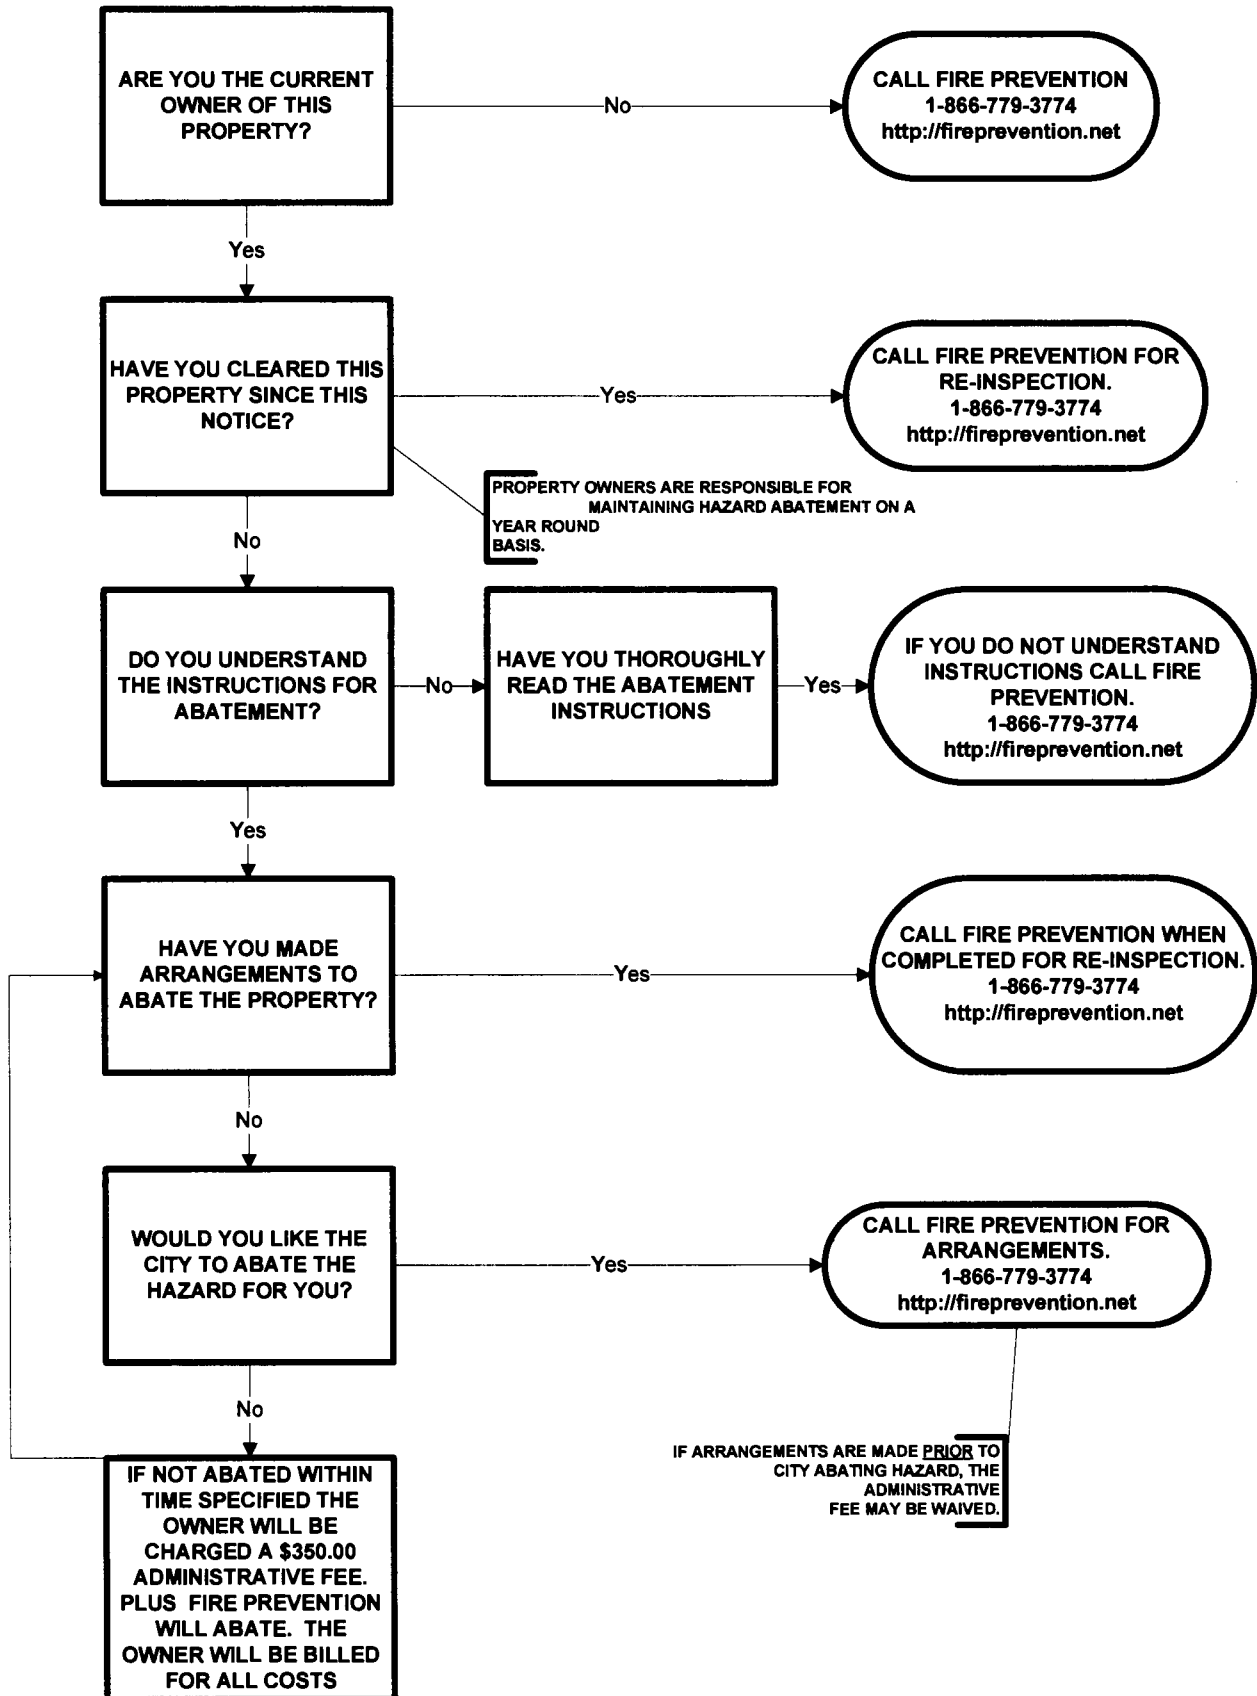 ARE YOU THE CURRENT
OWNER OF THIS
PROPERTY?
No
CALL FIRE PREVENTION
1-866-779-3774
http://fireprevention.net
Yes
HAVE YOU CLEARED THIS
PROPERTY SINCE THIS
NOTICE?
Yes
CALL FIRE PREVENTION FOR
RE-INSPECTION.
1-866-779-3774
http://fireprevention.net
PROPERTY OWNERS ARE RESPONSIBLE FOR
MAINTAINING HAZARD ABATEMENT ON A
YEAR ROUND
BASIS.
No
DO YOU UNDERSTAND
THE INSTRUCTIONS FOR
ABATEMENT?
No
HAVE YOU THOROUGHLY
READ THE ABATEMENT
INSTRUCTIONS
Yes
IF YOU DO NOT UNDERSTAND
INSTRUCTIONS CALL FIRE
PREVENTION.
1-866-779-3774
http://fireprevention.net
Yes
HAVE YOU MADE
ARRANGEMENTS TO
ABATE THE PROPERTY?
Yes
CALL FIRE PREVENTION WHEN
COMPLETED FOR RE-INSPECTION.
1-866-779-3774
http://fireprevention.net
No
WOULD YOU LIKE THE
CITY TO ABATE THE
HAZARD FOR YOU?
Yes
CALL FIRE PREVENTION FOR
ARRANGEMENTS.
1-866-779-3774
http://fireprevention.net
No
IF ARRANGEMENTS ARE MADE PRIOR TO
CITY ABATING HAZARD, THE
ADMINISTRATIVE
FEE MAY BE WAIVED.
IF NOT ABATED WITHIN
TIME SPECIFIED THE
OWNER WILL BE
CHARGED A $350.00
ADMINISTRATIVE FEE.
PLUS FIRE PREVENTION
WILL ABATE. THE
OWNER WILL BE BILLED
FOR ALL COSTS